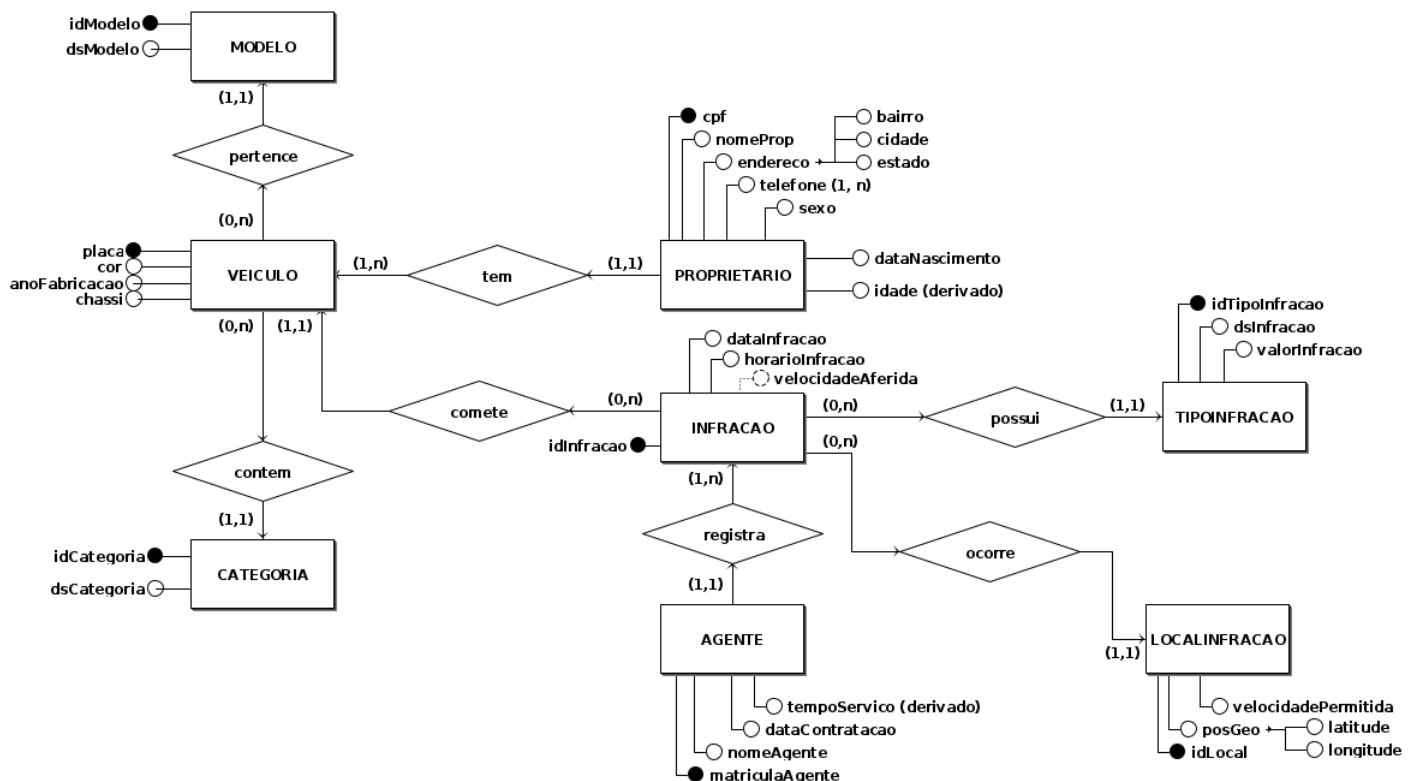 idModelo
dsModelo
MODELO
(1,1)
pertence
(0,n)
placa
cor
anoFabricacao
chassi
VEICULO
(1,n)
tem
(1,1)
cpf
nomeProp
endereco
bairro
cidade
estado
telefone (1, n)
sexo
PROPRIETARIO
dataNascimento
idade (derivado)
(0,n)
(1,1)
contem
(1,1)
idCategoria
dsCategoria
CATEGORIA
comete
(0,n)
dataInfracao
horarioInfracao
velocidadeAferida
INFRACAO
idInfracao
(0,n)
possui
(1,1)
idTipoInfracao
dsInfracao
valorInfracao
TIPOINFRACAO
(0,n)
ocorre
(1,1)
LOCALINFRACAO
velocidadePermitida
posGeo
latitude
longitude
idLocal
(1,n)
registra
(1,1)
AGENTE
tempoServico (derivado)
dataContratacao
nomeAgente
matriculaAgente